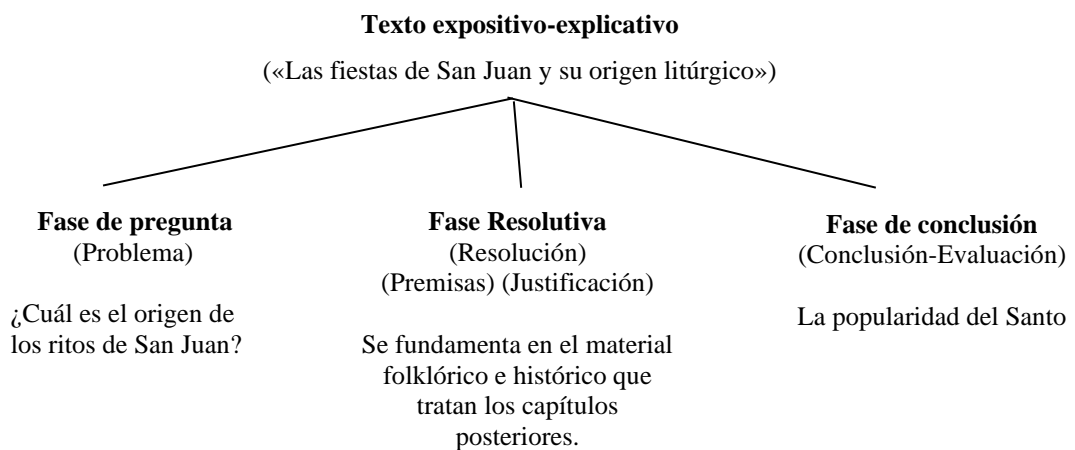 Texto expositivo-explicativo
(«Las fiestas de San Juan y su origen litúrgico»)
Fase de pregunta
(Problema)
¿Cuál es el origen de
los ritos de San Juan?
Fase Resolutiva
(Resolución)
(Premisas) (Justificación)
Se fundamenta en el material
folklórico e histórico que
tratan los capítulos
posteriores.
Fase de conclusión
(Conclusión-Evaluación)
La popularidad del Santo